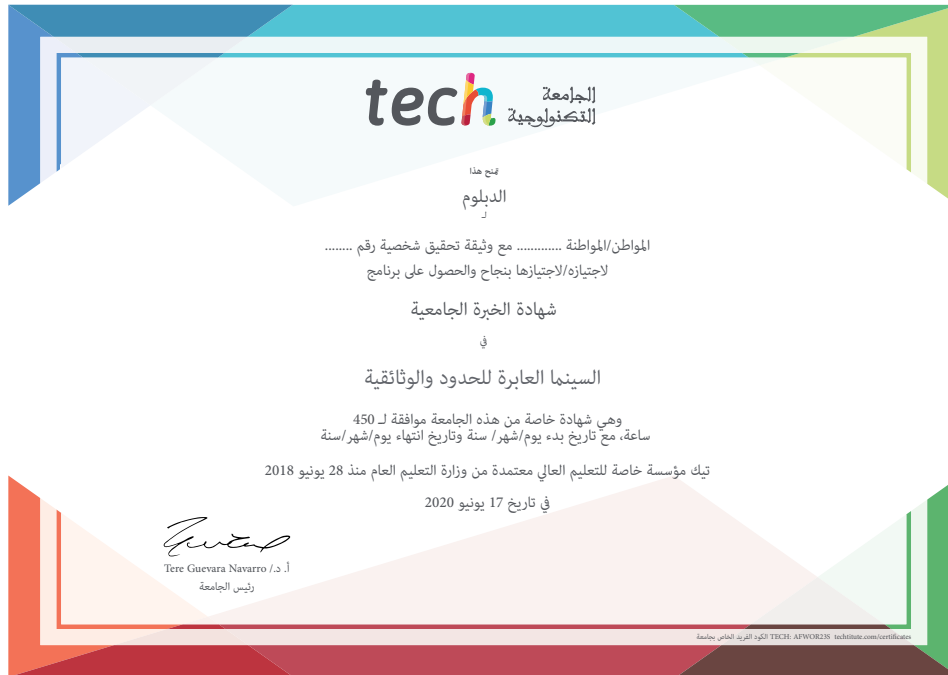 tech الجامعة التكنولوجية
تمنح هذا
الدبلوم
لـ
المواطن/المواطنة ............. مع وثيقة تحقيق شخصية رقم ........
لاجتيازه/لاجتيازها بنجاح والحصول على برنامج
شهادة الخبرة الجامعية
في
السينما العابرة للحدود والوثائقية
وهي شهادة خاصة من هذه الجامعة موافقة لـ 450
ساعة، مع تاريخ بدء يوم/شهر/ سنة وتاريخ انتهاء يوم/شهر/سنة
تيك مؤسسة خاصة للتعليم العالي معتمدة من وزارة التعليم العام منذ 28 يونيو 2018
في تاريخ 17 يونيو 2020
أ. د./ Tere Guevara Navarro
رئيس الجامعة
الكود الفريد الخاص بجامعة TECH: AFWOR23S techtitute.com/certificates